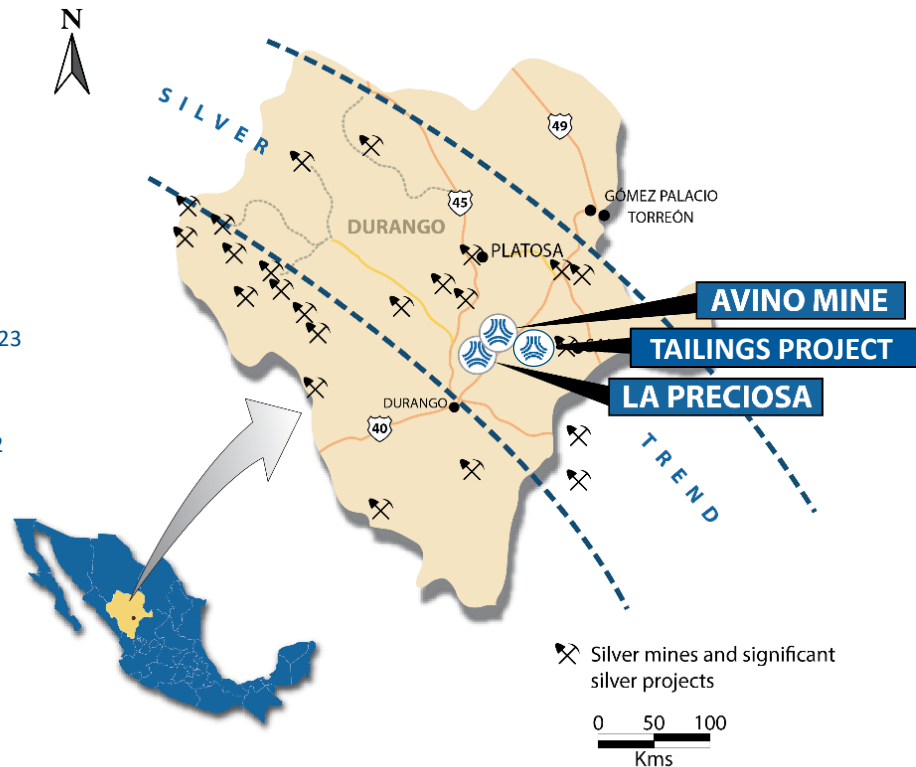 N
SILVER
49
GÓMEZ PALACIO
TORREÓN
45
DURANGO
PLATOSA
AVINO MINE
23
TAILINGS PROJECT
LA PRECIOSA
DURANGO
40
TREND
Silver mines and significant
silver projects
0 50 100
Kms